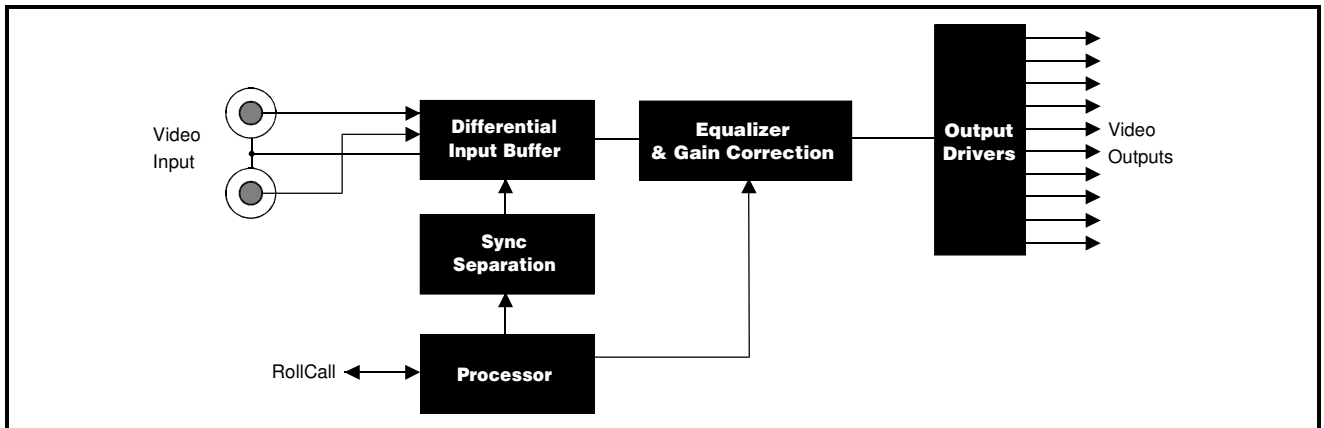 Video
Input
Differential
Input Buffer
Equalizer
& Gain Correction
Output
Drivers
Video
Outputs
Sync
Separation
RollCall
Processor